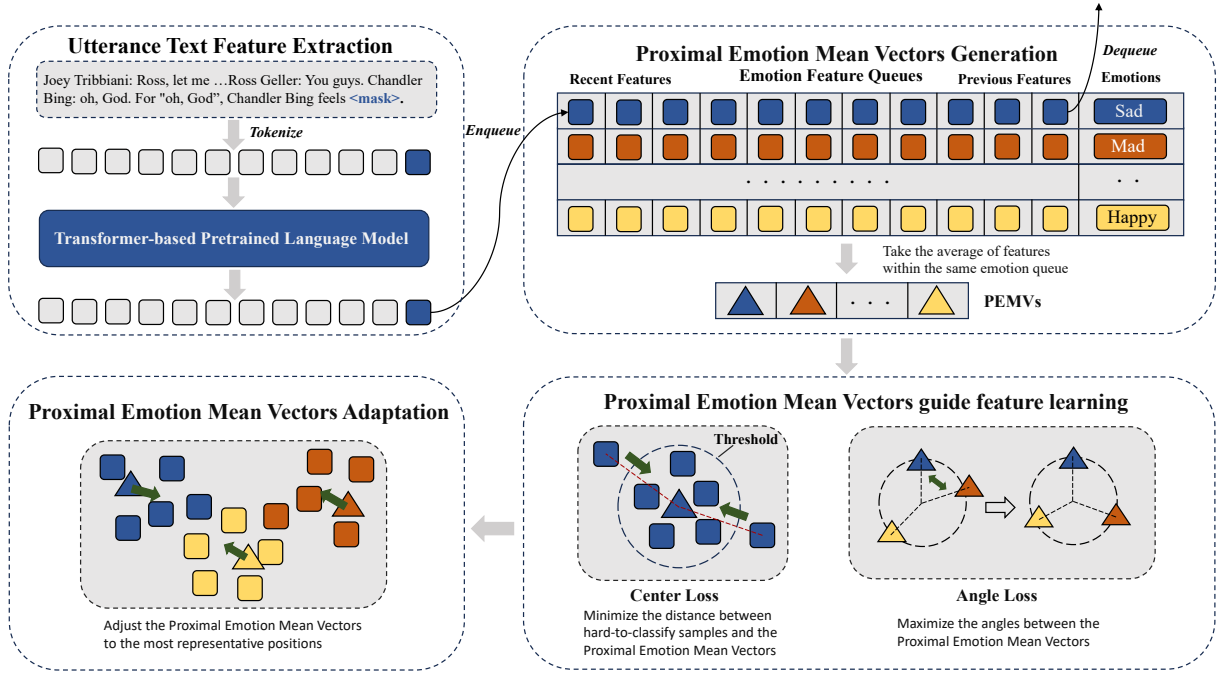 Utterance Text Feature Extraction
Joey Tribbiani: Ross, let me …Ross Geller: You guys. Chandler
Bing: oh, God. For "oh, God”, Chandler Bing feels <mask>.
Tokenize
Transformer-based Pretrained Language Model
Enqueue
Proximal Emotion Mean Vectors Generation
Dequeue
Recent Features
Emotion Feature Queues
Previous Features
Emotions
Sad
Mad
. . . . . . . . .
. .
Happy
Take the average of features
within the same emotion queue
. . .
PEMVs
Proximal Emotion Mean Vectors Adaptation
Adjust the Proximal Emotion Mean Vectors
to the most representative positions
Proximal Emotion Mean Vectors guide feature learning
Threshold
Center Loss
Minimize the distance between
hard-to-classify samples and the
Proximal Emotion Mean Vectors
Angle Loss
Maximize the angles between the
Proximal Emotion Mean Vectors